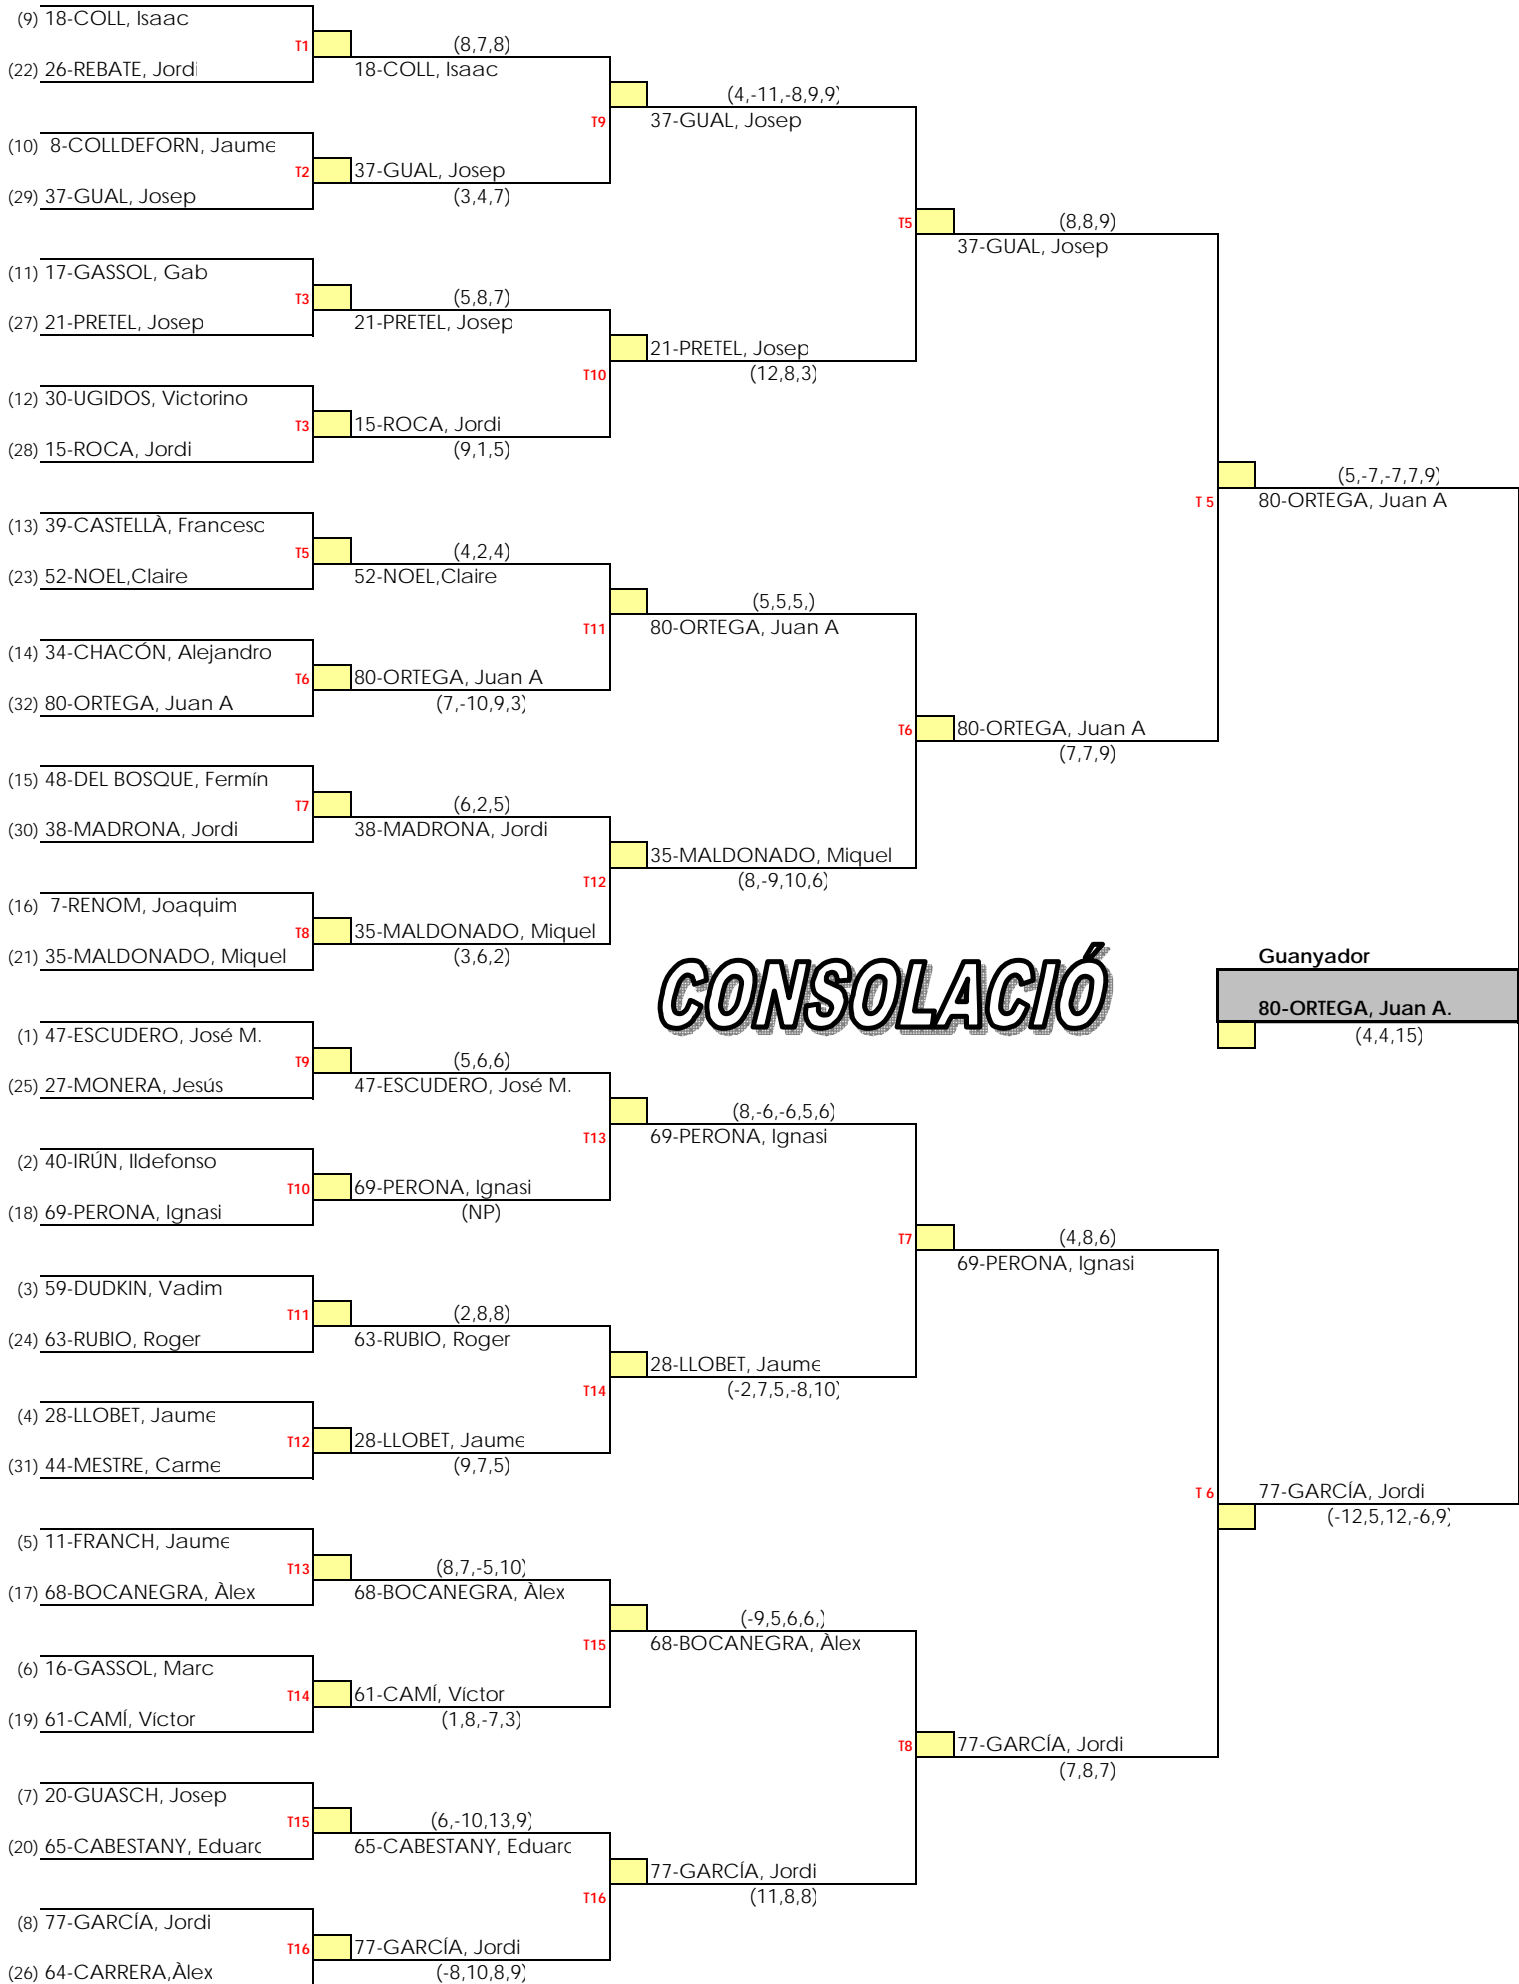 (9) 18-COLL, Isaac
T1
(8,7,8)
(22) 26-REBATE, Jordi
18-COLL, Isaac
(4,-11,-8,9,9)
T9
37-GUAL, Josep
(10) 8-COLLDEFORN, Jaume
T2
37-GUAL, Josep
(29) 37-GUAL, Josep
(3,4,7)
T5
(8,8,9)
37-GUAL, Josep
(11) 17-GASSOL, Gab
T3
(5,8,7)
(27) 21-PRETEL, Josep
21-PRETEL, Josep
21-PRETEL, Josep
T10
(12,8,3)
(12) 30-UGIDOS, Victorino
T3
15-ROCA, Jordi
(28) 15-ROCA, Jordi
(9,1,5)
(5,-7,-7,7,9)
T 5
80-ORTEGA, Juan A
(13) 39-CASTELLÀ, Francesc
T5
(4,2,4)
(23) 52-NOEL,Claire
52-NOEL,Claire
(5,5,5,)
T11
80-ORTEGA, Juan A
(14) 34-CHACÓN, Alejandro
T6
80-ORTEGA, Juan A
(32) 80-ORTEGA, Juan A
(7,-10,9,3)
T6
80-ORTEGA, Juan A
(7,7,9)
(15) 48-DEL BOSQUE, Fermín
T7
(6,2,5)
(30) 38-MADRONA, Jordi
38-MADRONA, Jordi
35-MALDONADO, Miquel
T12
(8,-9,10,6)
(16) 7-RENOM, Joaquim
T8
35-MALDONADO, Miquel
(21) 35-MALDONADO, Miquel
(3,6,2)
CONSOLACIÓ
Guanyador
80-ORTEGA, Juan A.
(4,4,15)
(1) 47-ESCUDERO, José M.
T9
(5,6,6)
(25) 27-MONERA, Jesús
47-ESCUDERO, José M.
(8,-6,-6,5,6)
T13
69-PERONA, Ignasi
(2) 40-IRÚN, Ildefonso
T10
69-PERONA, Ignasi
(18) 69-PERONA, Ignasi
(NP)
T7
(4,8,6)
69-PERONA, Ignasi
(3) 59-DUDKIN, Vadim
T11
(2,8,8)
(24) 63-RUBIO, Roger
63-RUBIO, Roger
28-LLOBET, Jaume
T14
(-2,7,5,-8,10)
(4) 28-LLOBET, Jaume
T12
28-LLOBET, Jaume
(31) 44-MESTRE, Carme
(9,7,5)
T 6
77-GARCÍA, Jordi
(-12,5,12,-6,9)
(5) 11-FRANCH, Jaume
T13
(8,7,-5,10)
(17) 68-BOCANEGRA, Àlex
68-BOCANEGRA, Àlex
(-9,5,6,6,)
T15
68-BOCANEGRA, Àlex
(6) 16-GASSOL, Marc
T14
61-CAMÍ, Víctor
(19) 61-CAMÍ, Víctor
(1,8,-7,3)
T8
77-GARCÍA, Jordi
(7,8,7)
(7) 20-GUASCH, Josep
T15
(6,-10,13,9)
(20) 65-CABESTANY, Eduarc
65-CABESTANY, Eduarc
77-GARCÍA, Jordi
T16
(11,8,8)
(8) 77-GARCÍA, Jordi
T16
77-GARCÍA, Jordi
(26) 64-CARRERA,Àlex
(-8,10,8,9)